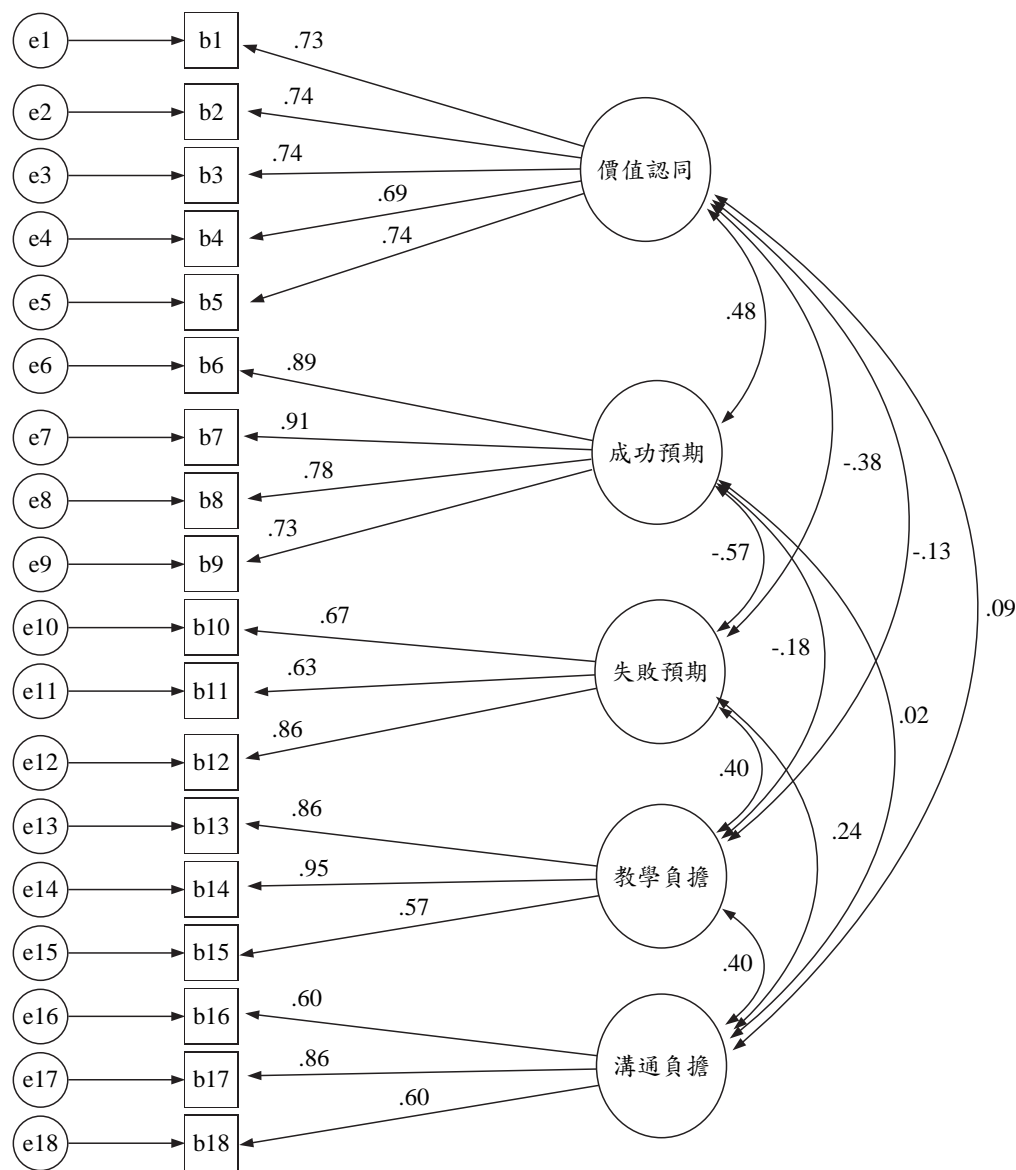 e1
b1
.73
e2
b2
.74
價值認同
e3
b3
.74
e4
b4
.69
e5
b5
.74
.48
e6
b6
.89
e7
b7
.91
成功預期
-.38
e8
b8
.78
e9
b9
.73
-.57
-.13
e10
b10
.67
.09
e11
b11
.63
失敗預期
-.18
e12
b12
.86
.02
.40
e13
b13
.86
.24
e14
b14
.95
教學負擔
e15
b15
.57
.40
e16
b16
.60
e17
b17
.86
溝通負擔
e18
b18
.60